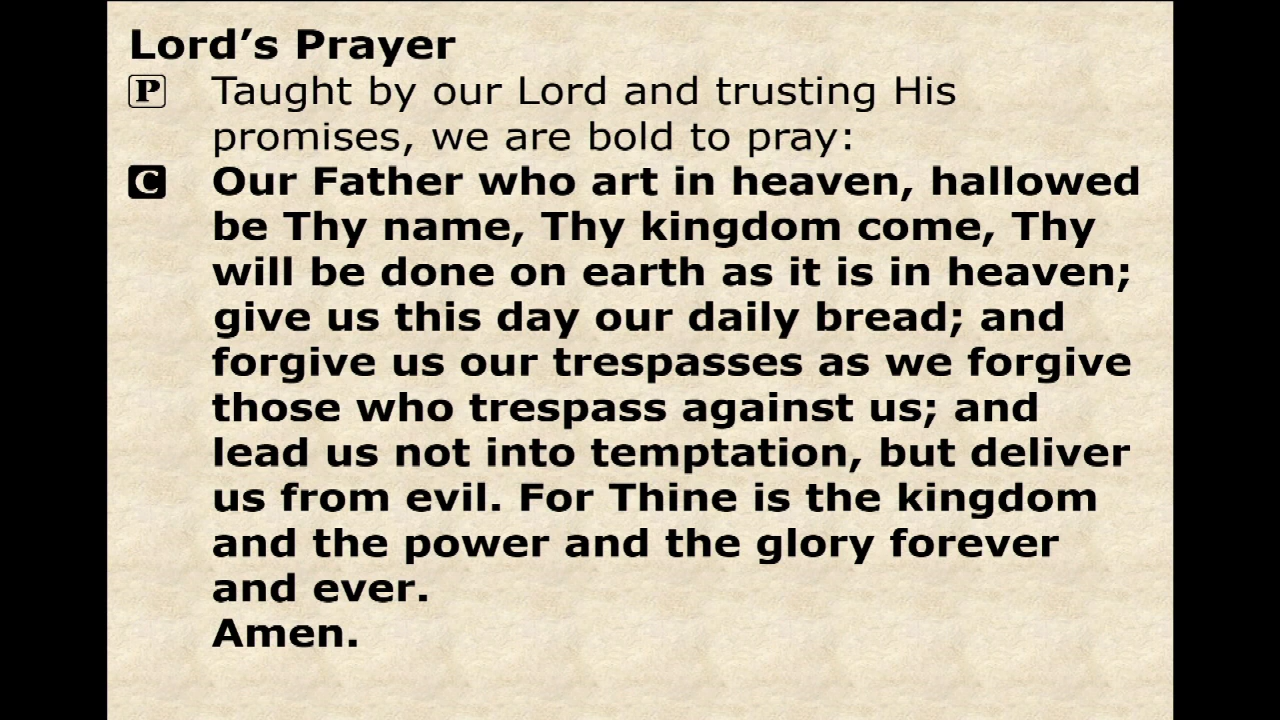 Lord’s Prayer
P Taught by our Lord and trusting His
promises, we are bold to pray:
C Our Father who art in heaven, hallowed
be Thy name, Thy kingdom come, Thy
will be done on earth as it is in heaven;
give us this day our daily bread; and
forgive us our trespasses as we forgive
those who trespass against us; and
lead us not into temptation, but deliver
us from evil. For Thine is the kingdom
and the power and the glory forever
and ever.
Amen.